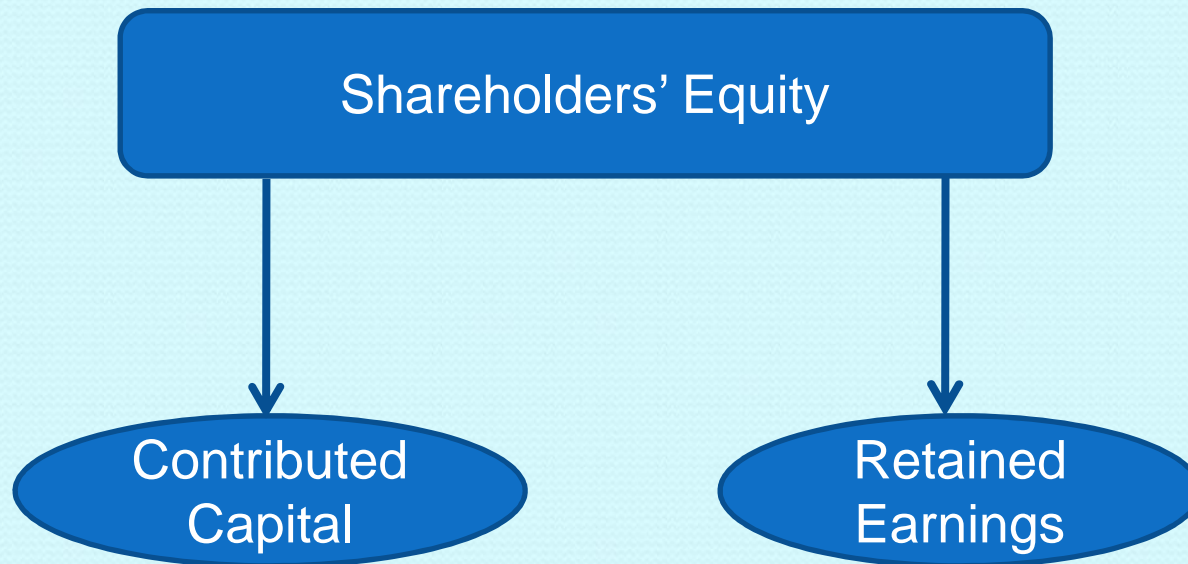 Shareholders’ Equity
Contributed
Capital
Retained
Earnings